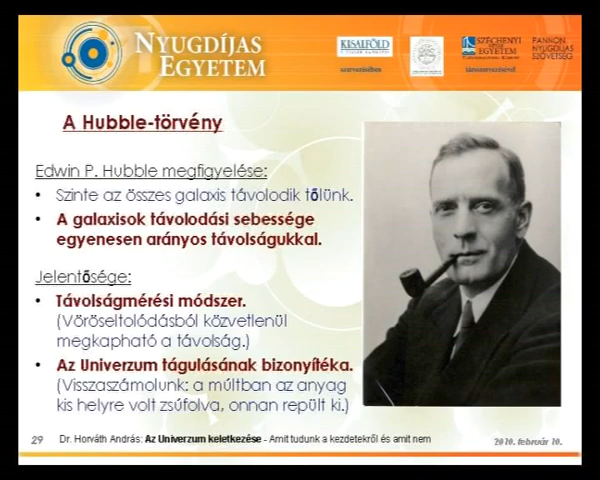 NYUGDÍJAS
EGYETEM
KISALFÖLD
szervezésében
SZÉCHENYI
EGYETEM
társszervezésével
PANNON
NYUGDÍJAS
SZÖVETSÉG
A Hubble-törvény
Edwin P. Hubble megfigyelése:
• Szinte az összes galaxis távolodik tőlünk.
• A galaxisok távolodási sebessége
egyenesen arányos távolságukkal.
Jelentősége:
• Távolságmérési módszer.
(Vöröseltolódásból közvetlenül
megkapható a távolság.)
• Az Univerzum tágulásának bizonyítéka.
(Visszaszámolunk: a múltban az anyag
kis helyre volt zsúfolva, onnan repült ki.)
29 Dr. Horváth András: Az Univerzum keletkezése - Amit tudunk a kezdetekről és amit nem 2010. február 10.